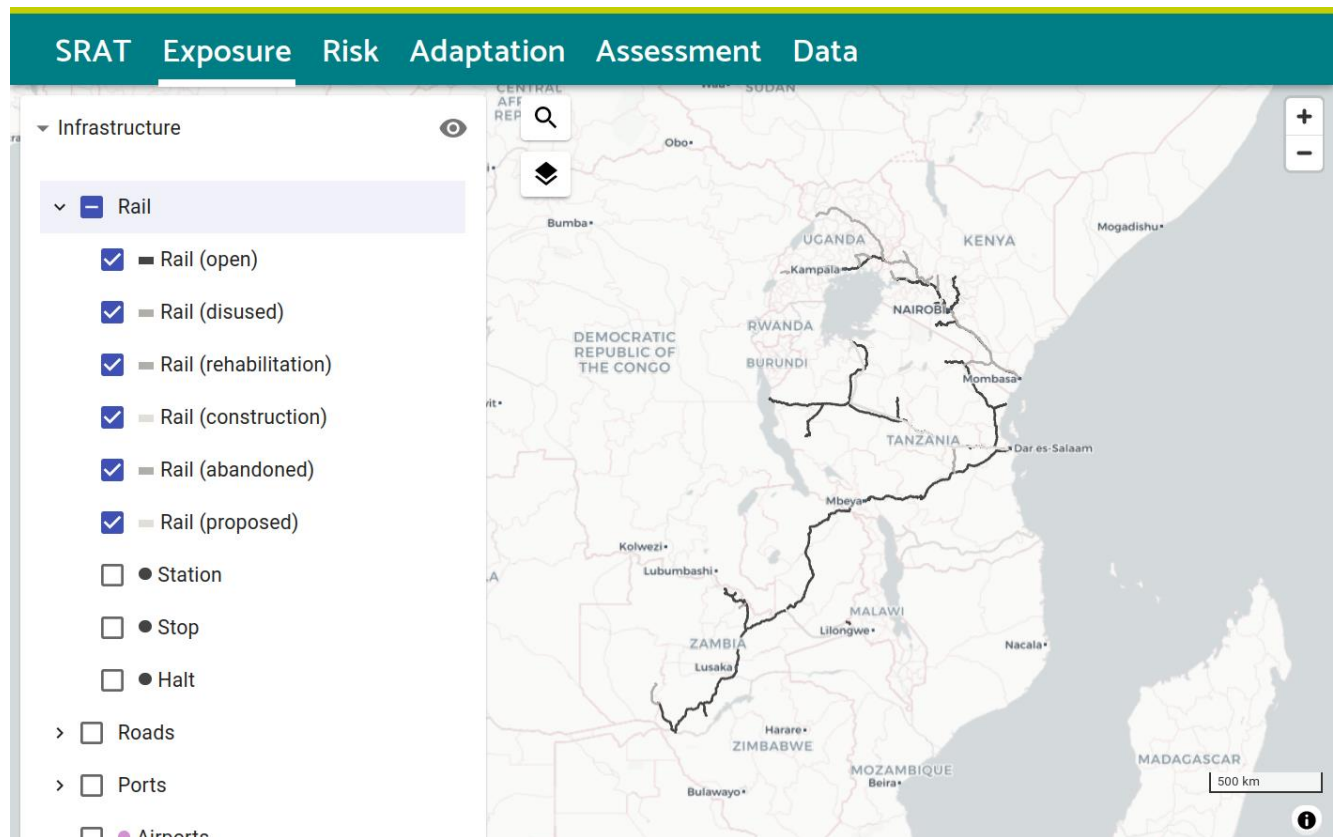 SRAT Exposure Risk Adaptation Assessment Data
Infrastructure
Rail
Rail (open)
Rail (disused)
Rail (rehabilitation)
Rail (construction)
Rail (abandoned)
Rail (proposed)
Station
Stop
Halt
Roads
Ports
Airports
CENTRAL
SUDAN
Obo
Bumba
Mogadishu
UGANDA
KENYA
Kampala
NAIROBI
RWANDA
DEMOCRATIC
REPUBLIC OF
THE CONGO
BURUNDI
Mombasa
TANZANIA
Dar es-Salaam
Mbeya
Kolwezi
Lubumbashi
MALAWI
Lilongwe
ZAMBIA
Nacala
Lusaka
Harare
ZIMBABWE
MOZAMBIQUE
Beira
Bulawayo
MADAGASCAR
500 km